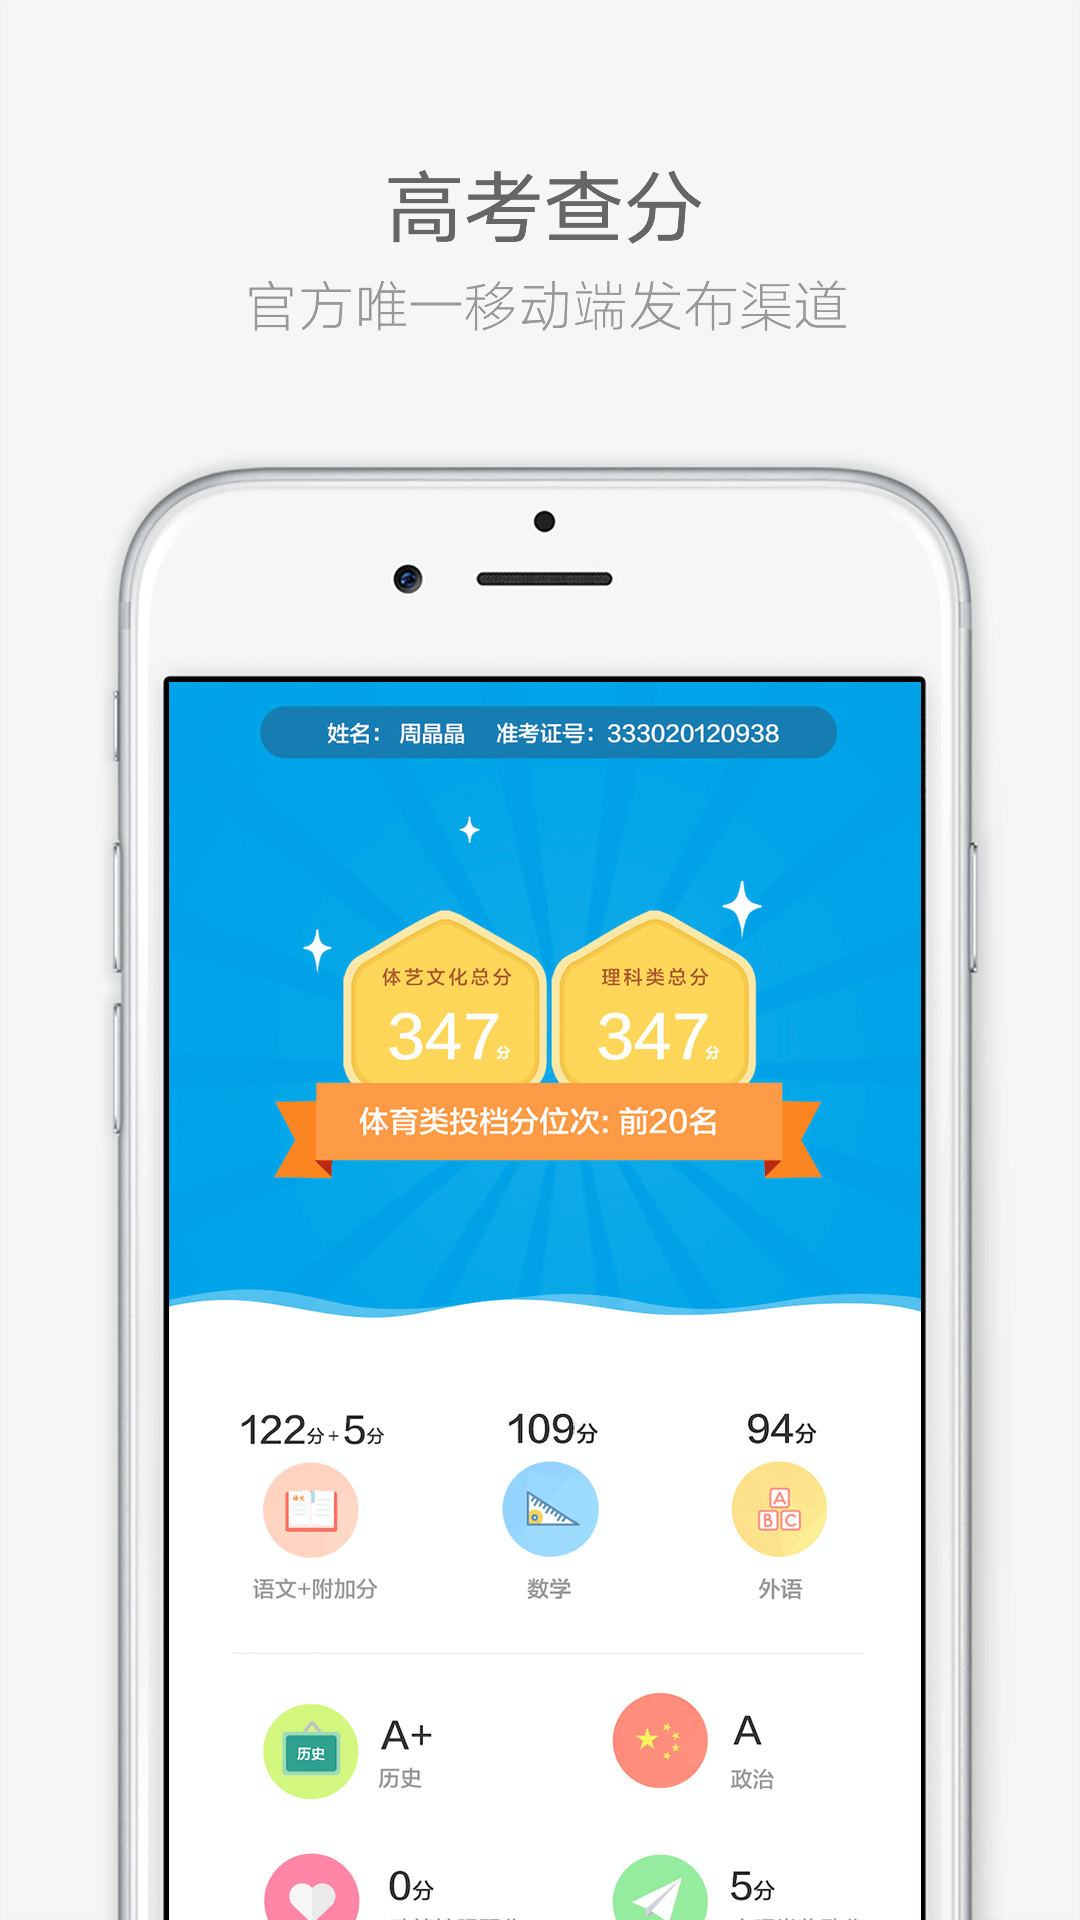 高考查分
官方唯一移动端发布渠道
姓名： 周晶晶 准考证号：333020120938
体艺文化总分 理科类总分
347分 347分
体育类投档分位次: 前20名
122分+5分 109分 94分
语文
A
B C
语文+附加分 数学 外语
历史
A+ A
历史 政治
0分 5分